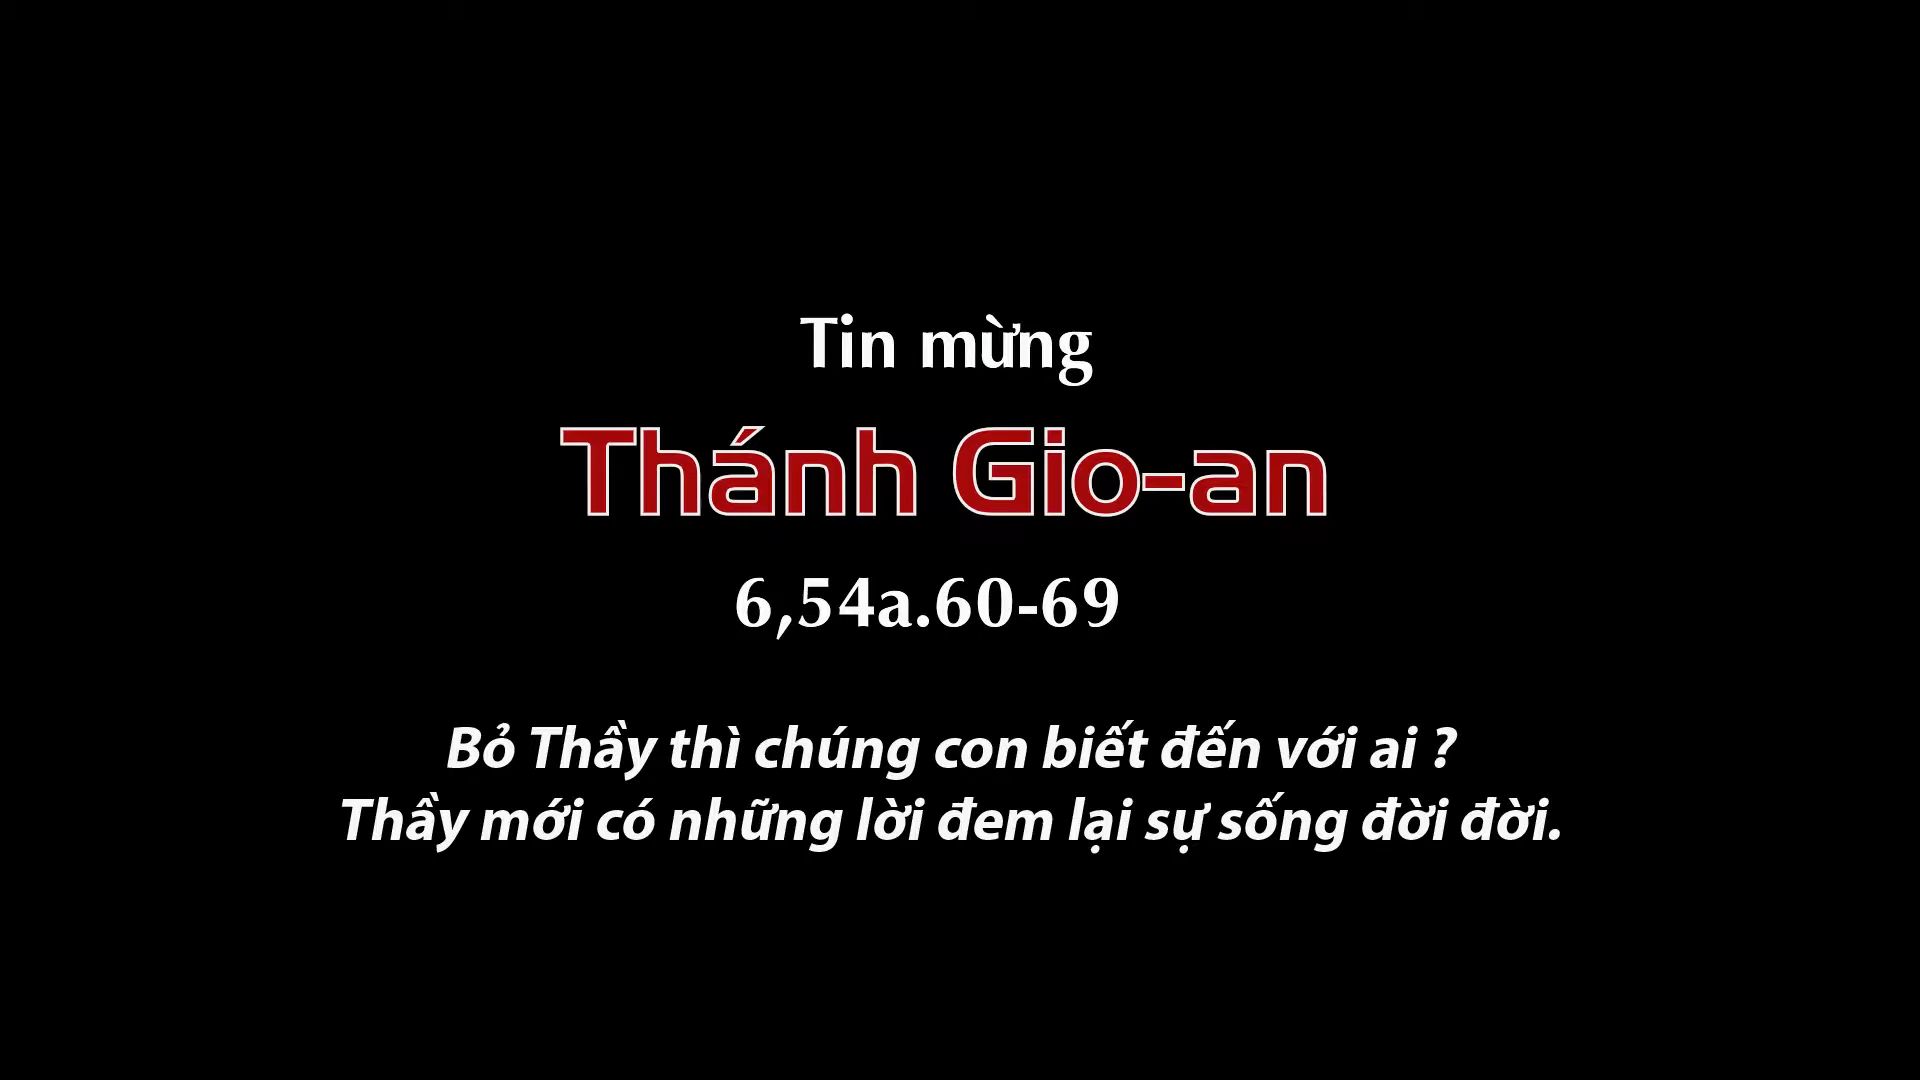 Tin mừng
Thánh Gio-an
6,54a.60-69
Bỏ Thầy thì chúng con biết đến với ai ?
Thầy mới có những lời đem lại sự sống đời đời.